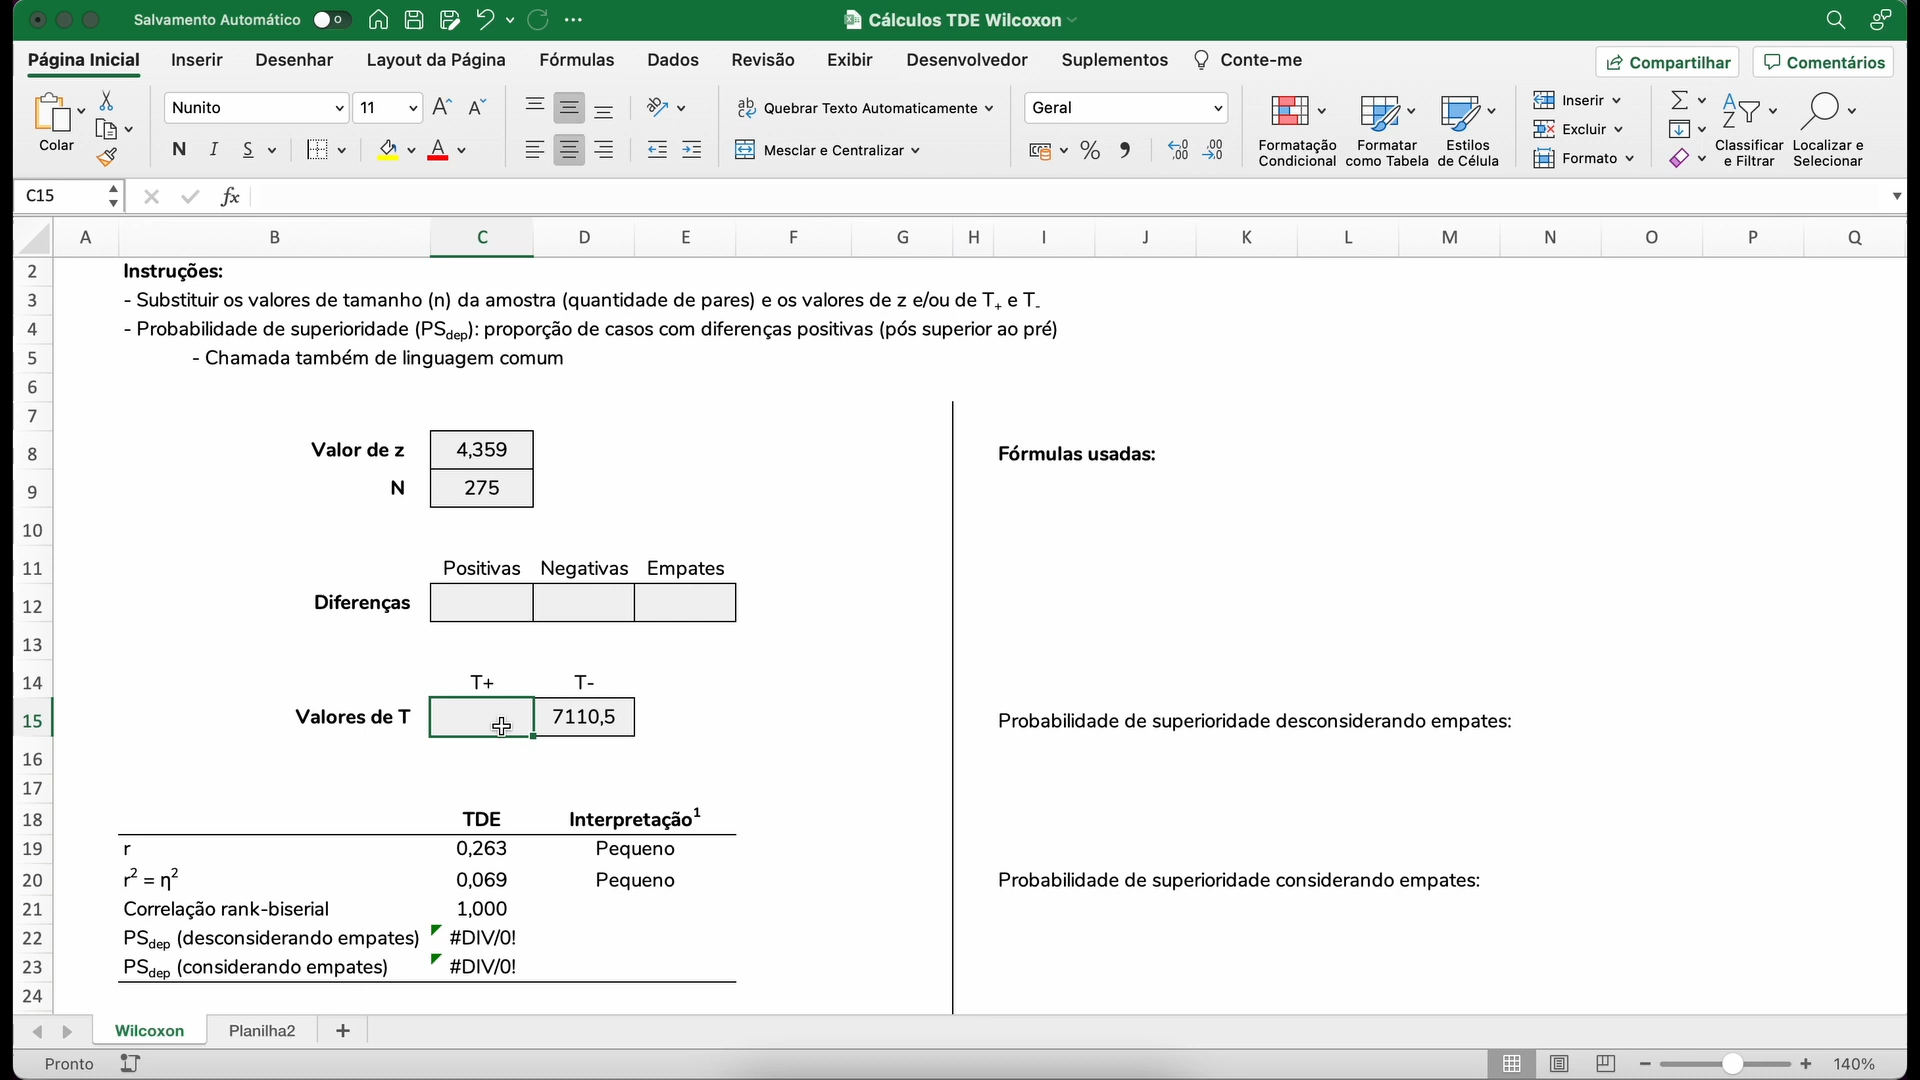 Salvamento Automático
Cálculos TDE Wilcoxon
Página Inicial Inserir Desenhar Layout da Página Fórmulas Dados Revisão Exibir Desenvolvedor Suplementos Conte-me
Compartilhar Comentários
Colar
Nunito 11
N I S A
Quebrar Texto Automaticamente
Mesclar e Centralizar
Geral
Formatação Condicional
Formatar como Tabela
Estilos de Célula
Inserir
Excluir
Formato
Classificar e Filtrar
Localizar e Selecionar
C15 fx
A B C D E F G H I J K L M N O P Q
2 Instruções:
3 - Substituir os valores de tamanho (n) da amostra (quantidade de pares) e os valores de z e/ou de T+ e T-
4 - Probabilidade de superioridade (PSdep): proporção de casos com diferenças positivas (pós superior ao pré)
5 - Chamada também de linguagem comum
6
7
8 Valor de z 4,359 Fórmulas usadas:
9 N 275
10
11 Positivas Negativas Empates
12 Diferenças
13
14 T+ T-
15 Valores de T 7110,5 Probabilidade de superioridade desconsiderando empates:
16
17
18 TDE Interpretação1
19 r 0,263 Pequeno
20 r2 = η2 0,069 Pequeno Probabilidade de superioridade considerando empates:
21 Correlação rank-biserial 1,000
22 PSdep (desconsiderando empates) #DIV/0!
23 PSdep (considerando empates) #DIV/0!
24
Wilcoxon Planilha2 +
Pronto 140%